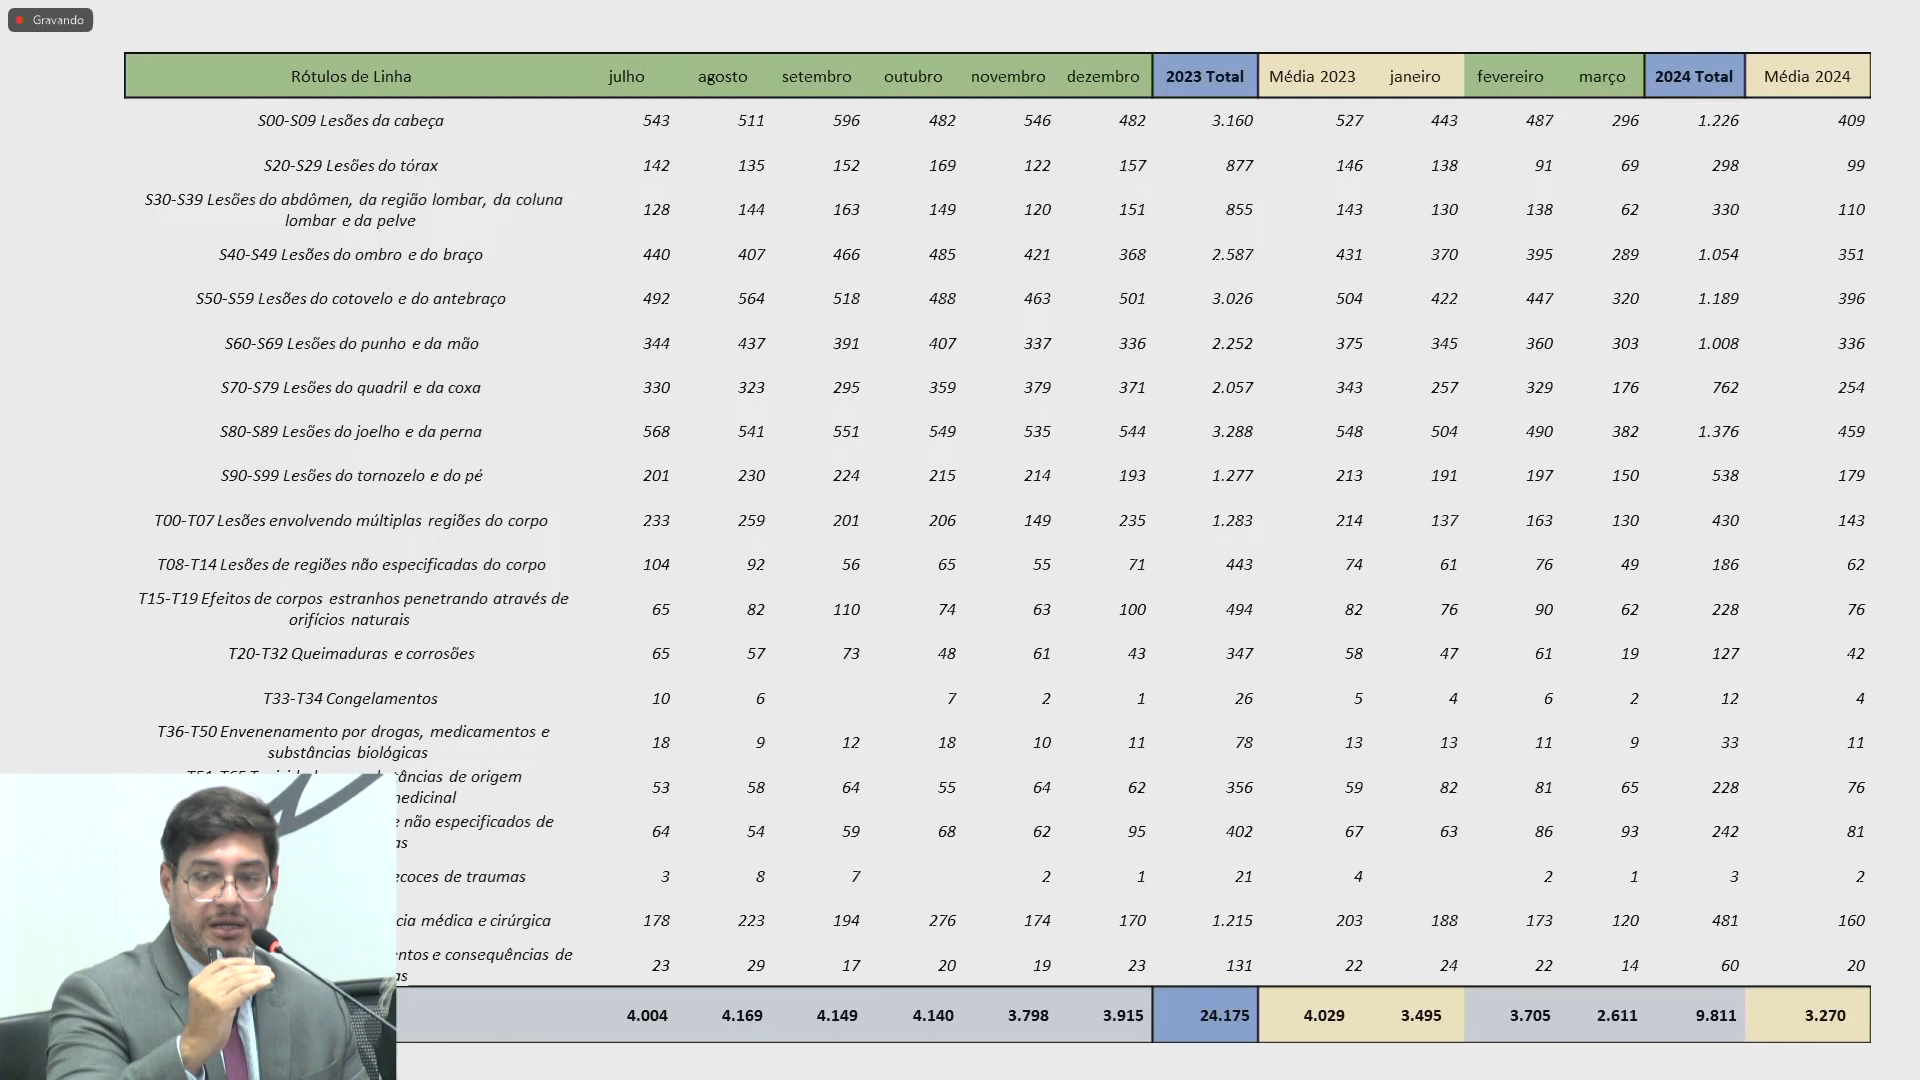 Gravando
Rótulos de Linha julho agosto setembro outubro novembro dezembro 2023 Total Média 2023 janeiro fevereiro março 2024 Total Média 2024
S00-S09 Lesões da cabeça 543 511 596 482 546 482 3.160 527 443 487 296 1.226 409
S20-S29 Lesões do tórax 142 135 152 169 122 157 877 146 138 91 69 298 99
S30-S39 Lesões do abdômen, da região lombar, da coluna
lombar e da pelve 128 144 163 149 120 151 855 143 130 138 62 330 110
S40-S49 Lesões do ombro e do braço 440 407 466 485 421 368 2.587 431 370 395 289 1.054 351
S50-S59 Lesões do cotovelo e do antebraço 492 564 518 488 463 501 3.026 504 422 447 320 1.189 396
S60-S69 Lesões do punho e da mão 344 437 391 407 337 336 2.252 375 345 360 303 1.008 336
S70-S79 Lesões do quadril e da coxa 330 323 295 359 379 371 2.057 343 257 329 176 762 254
S80-S89 Lesões do joelho e da perna 568 541 551 549 535 544 3.288 548 504 490 382 1.376 459
S90-S99 Lesões do tornozelo e do pé 201 230 224 215 214 193 1.277 213 191 197 150 538 179
T00-T07 Lesões envolvendo múltiplas regiões do corpo 233 259 201 206 149 235 1.283 214 137 163 130 430 143
T08-T14 Lesões de regiões não especificadas do corpo 104 92 56 65 55 71 443 74 61 76 49 186 62
T15-T19 Efeitos de corpos estranhos penetrando através de
orifícios naturais 65 82 110 74 63 100 494 82 76 90 62 228 76
T20-T32 Queimaduras e corrosões 65 57 73 48 61 43 347 58 47 61 19 127 42
T33-T34 Congelamentos 10 6 7 2 1 26 5 4 6 2 12 4
T36-T50 Envenenamento por drogas, medicamentos e
substâncias biológicas 18 9 12 18 10 11 78 13 13 11 9 33 11
de origem
53 58 64 55 64 62 356 59 82 81 65 228 76
não especificados de
64 54 59 68 62 95 402 67 63 86 93 242 81
de traumas 3 8 7 2 1 21 4 2 1 3 2
médica e cirúrgica 178 223 194 276 174 170 1.215 203 188 173 120 481 160
e consequências de
23 29 17 20 19 23 131 22 24 22 14 60 20
4.004 4.169 4.149 4.140 3.798 3.915 24.175 4.029 3.495 3.705 2.611 9.811 3.270